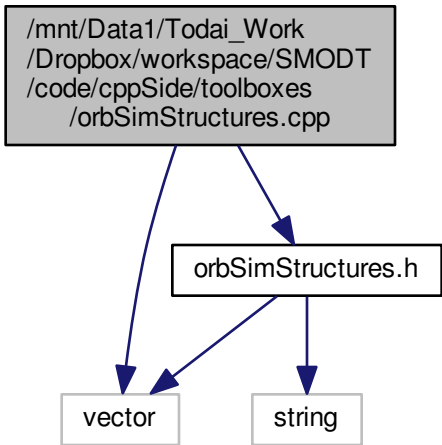 /mnt/Data1/Todai_Work
/Dropbox/workspace/SMODT
/code/cppSide/toolboxes
/orbSimStructures.cpp
orbSimStructures.h
vector
string